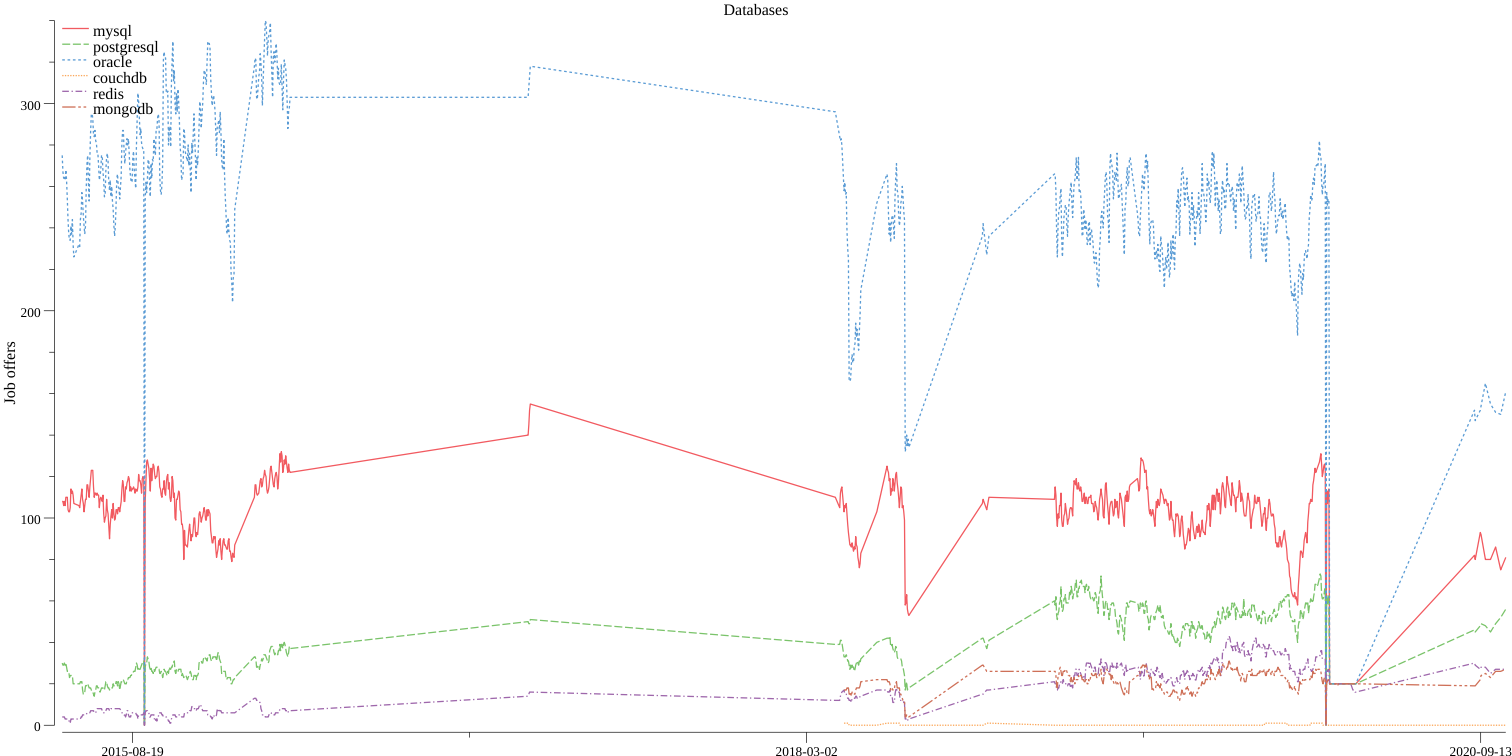 Databases
mysql
postgresql
oracle
couchdb
redis
mongodb
300
200
100
0
Job offers
2015-08-19
2018-03-02
2020-09-13